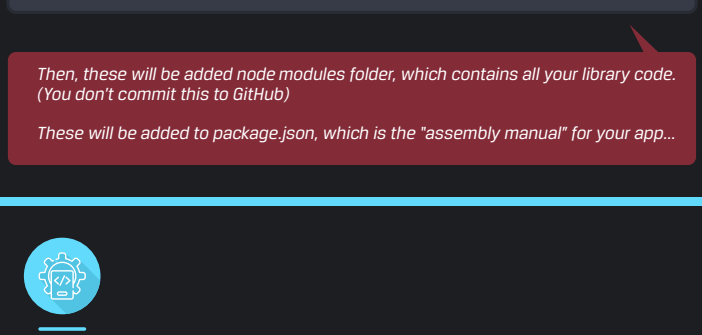 Then, these will be added node modules folder, which contains all your library code.
(You don't commit this to GitHub)
These will be added to package.json, which is the "assembly manual" for your app...